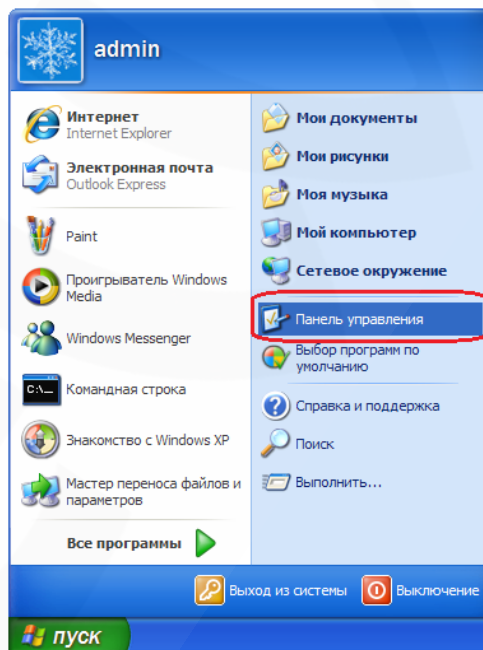 admin
Интернет
Internet Explorer
Электронная почта
Outlook Express
Paint
Проигрыватель Windows
Media
Windows Messenger
C:\_
Командная строка
Знакомство с Windows XP
Мастер переноса файлов и
параметров
Все программы
Мои документы
Мои рисунки
Моя музыка
Мой компьютер
Сетевое окружение
Панель управления
Выбор программ по
умолчанию
Справка и поддержка
Поиск
Выполнить...
Выход из системы
Выключение
пуск